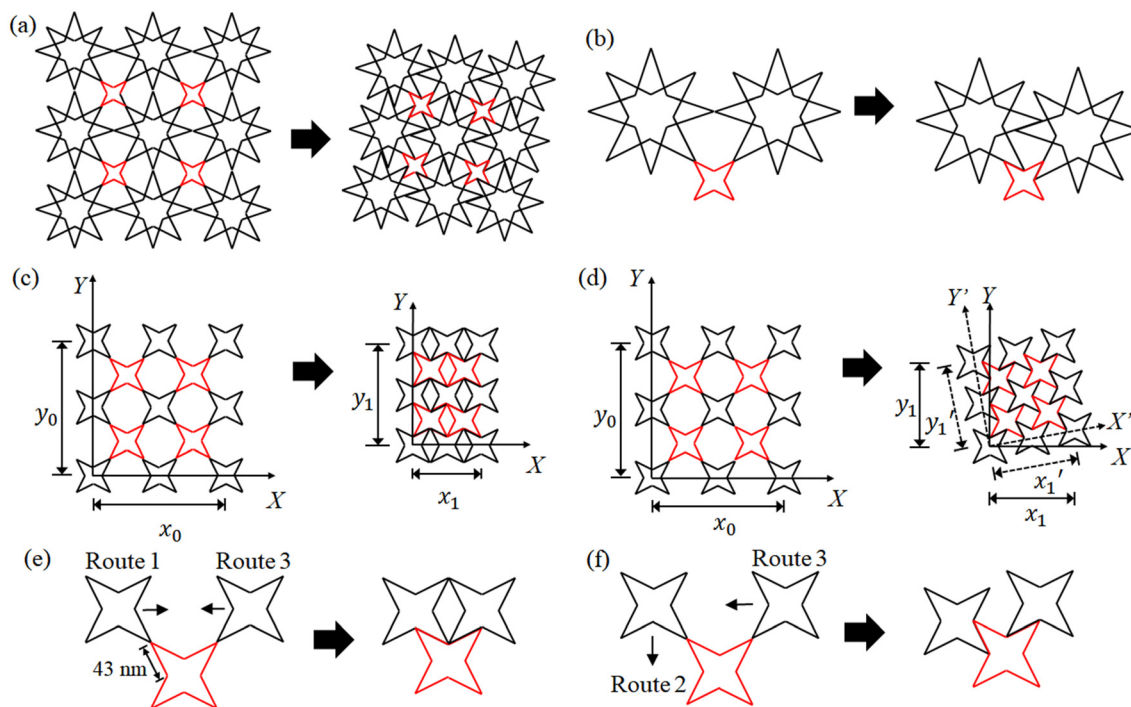 (a)
(b)
(c)
Y
y₀
X
x₀
Y
y₁
X
x₁
(d)
Y
y₀
X
x₀
Y'
Y
y₁
y₁'
X'
X
x₁'
x₁
(e)
Route 1
Route 3
43 nm
(f)
Route 3
Route 2